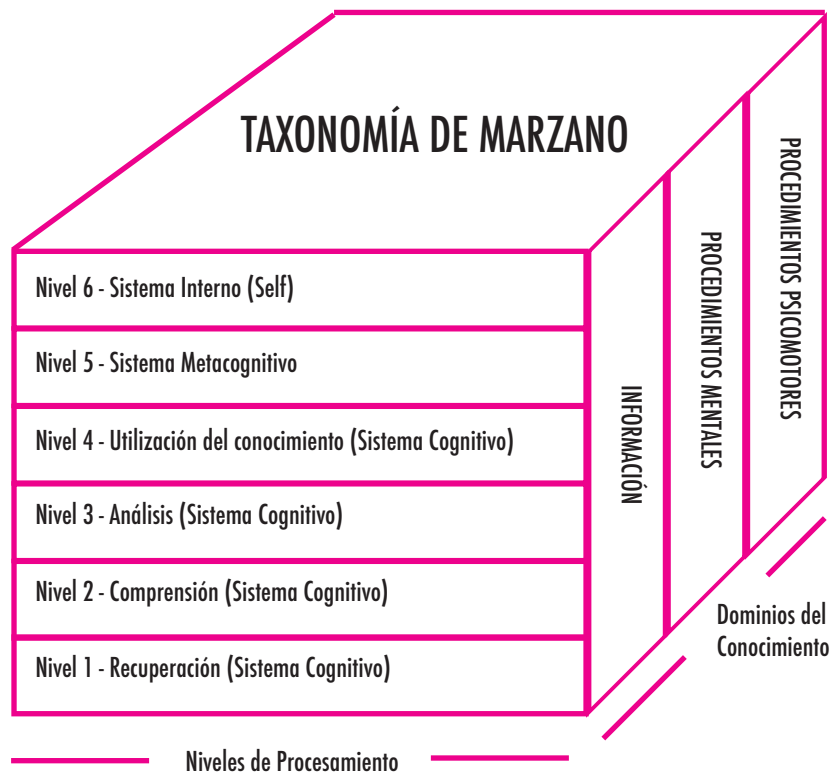 TAXONOMÍA DE MARZANO
Nivel 6 - Sistema Interno (Self)
Nivel 5 - Sistema Metacognitivo
Nivel 4 - Utilización del conocimiento (Sistema Cognitivo)
Nivel 3 - Análisis (Sistema Cognitivo)
Nivel 2 - Comprensión (Sistema Cognitivo)
Nivel 1 - Recuperación (Sistema Cognitivo)
INFORMACIÓN
PROCEDIMIENTOS MENTALES
PROCEDIMIENTOS PSICOMOTORES
Dominios del
Conocimiento
Niveles de Procesamiento